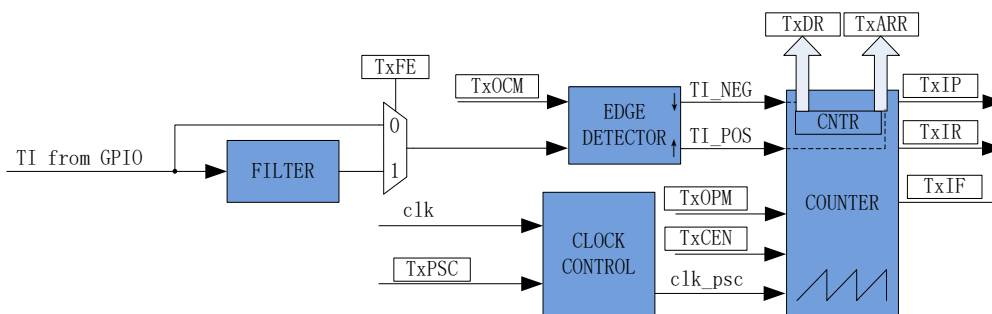 TxDR TxARR
TxFE
TxOCM
TI_NEG
TxIP
EDGE
DETECTOR
CNTR
0
TI_POS
TxIR
TI from GPIO
FILTER
1
TxIF
TxOPM
COUNTER
clk
CLOCK
CONTROL
TxCEN
TxPSC
clk_psc